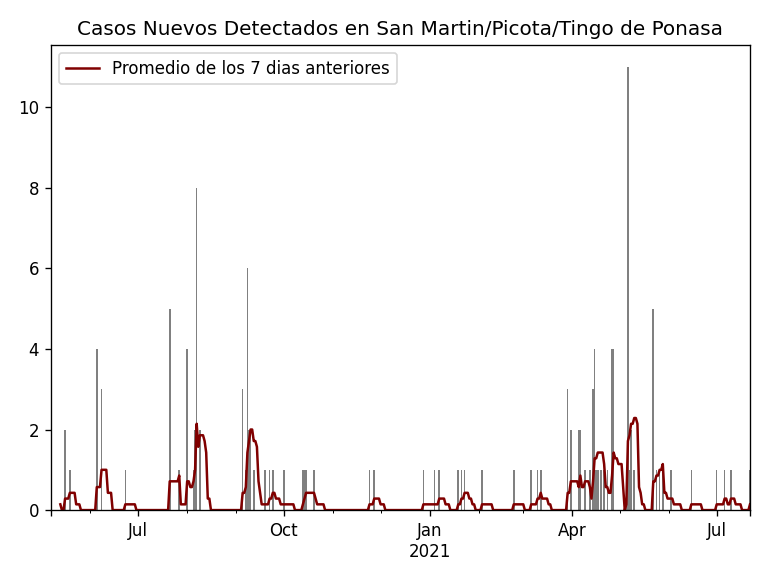 Casos Nuevos Detectados en San Martin/Picota/Tingo de Ponasa
Promedio de los 7 dias anteriores
10
8
6
4
2
0
Jul
Oct
Jan
Apr
Jul
2021